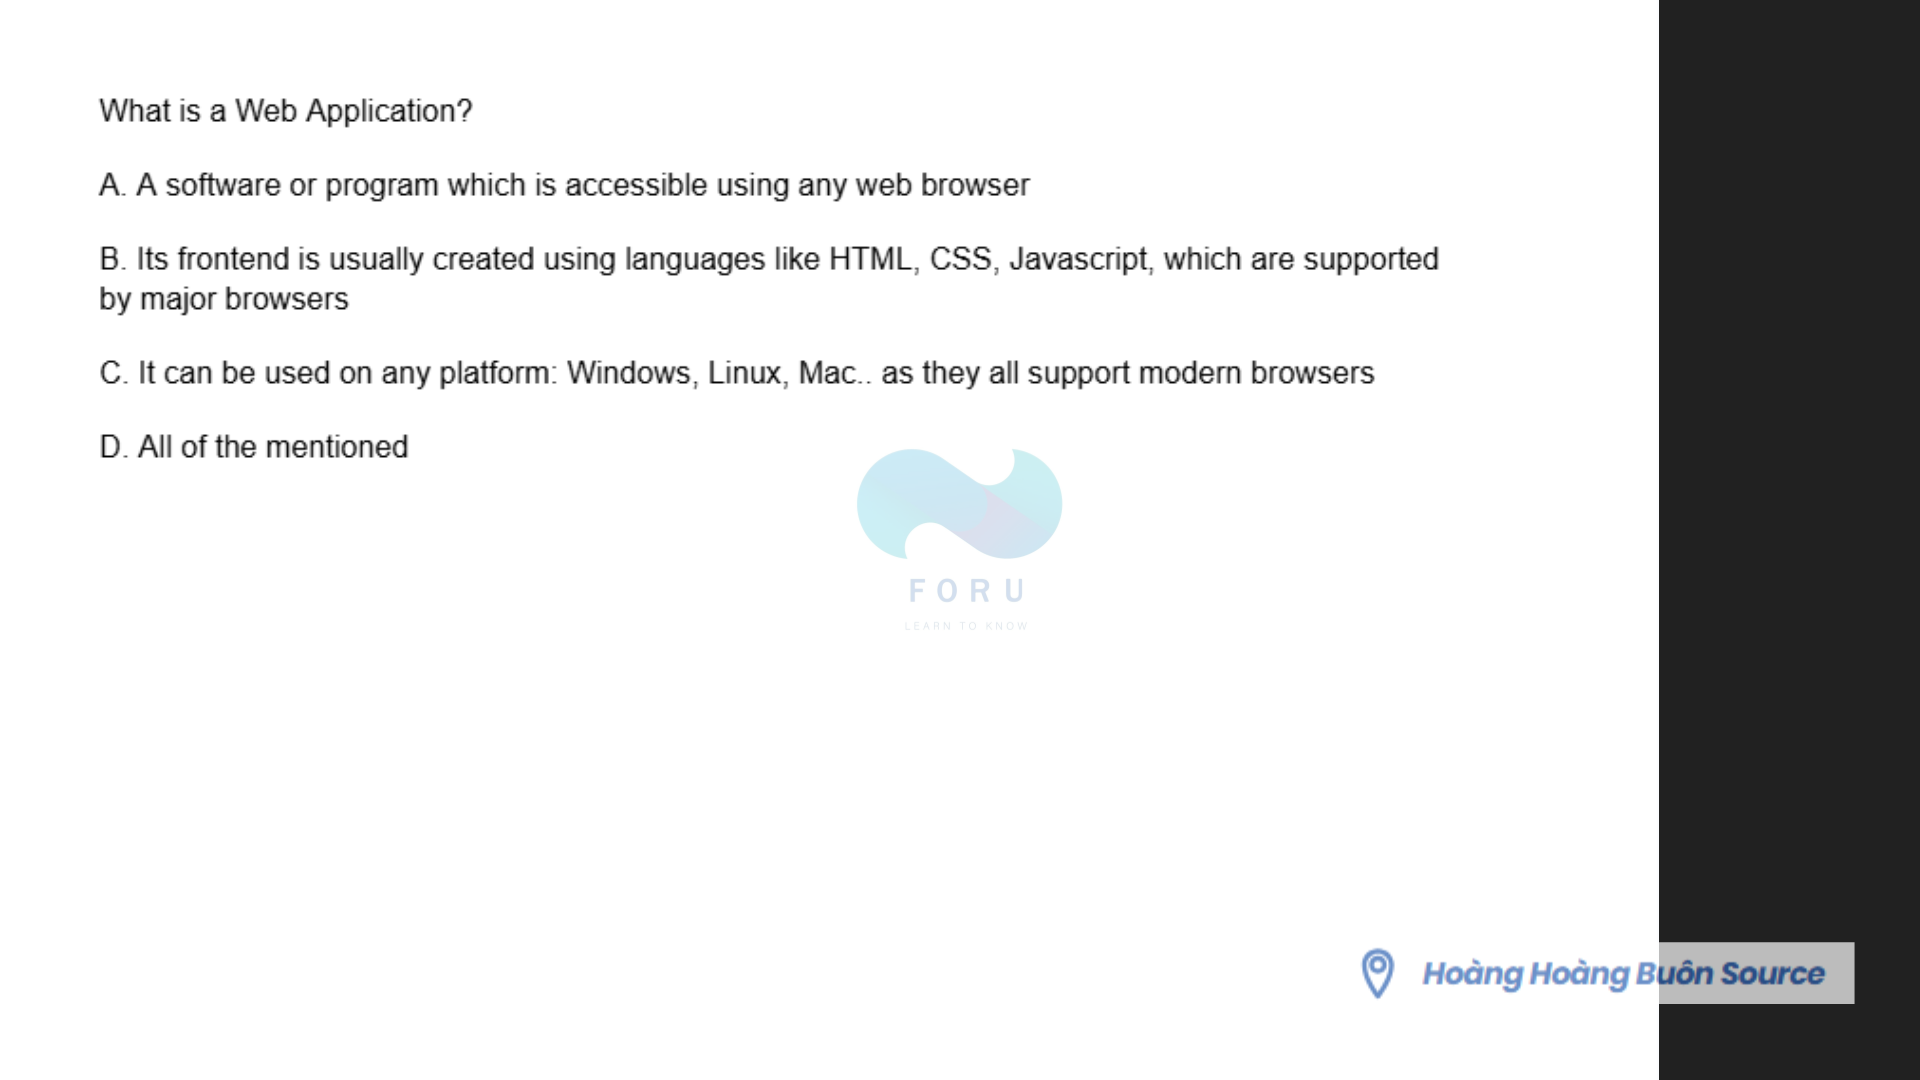 What is a Web Application?
A. A software or program which is accessible using any web browser
B. Its frontend is usually created using languages like HTML, CSS, Javascript, which are supported
by major browsers
C. It can be used on any platform: Windows, Linux, Mac.. as they all support modern browsers
D. All of the mentioned
FORU
LEARN TO KNOW
Hoàng Hoàng Buôn Source